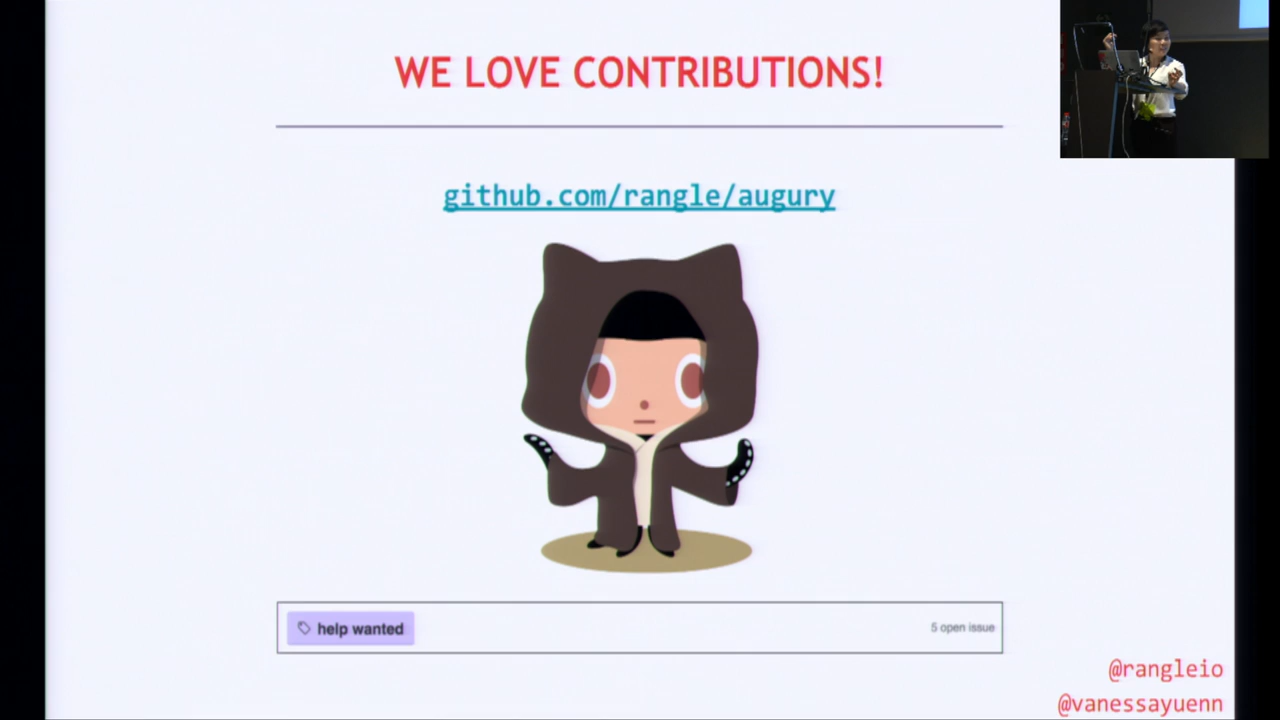 WE LOVE CONTRIBUTIONS!
github.com/rangle/augury
help wanted
5 open issue
@rangleio
@vanessayuenn